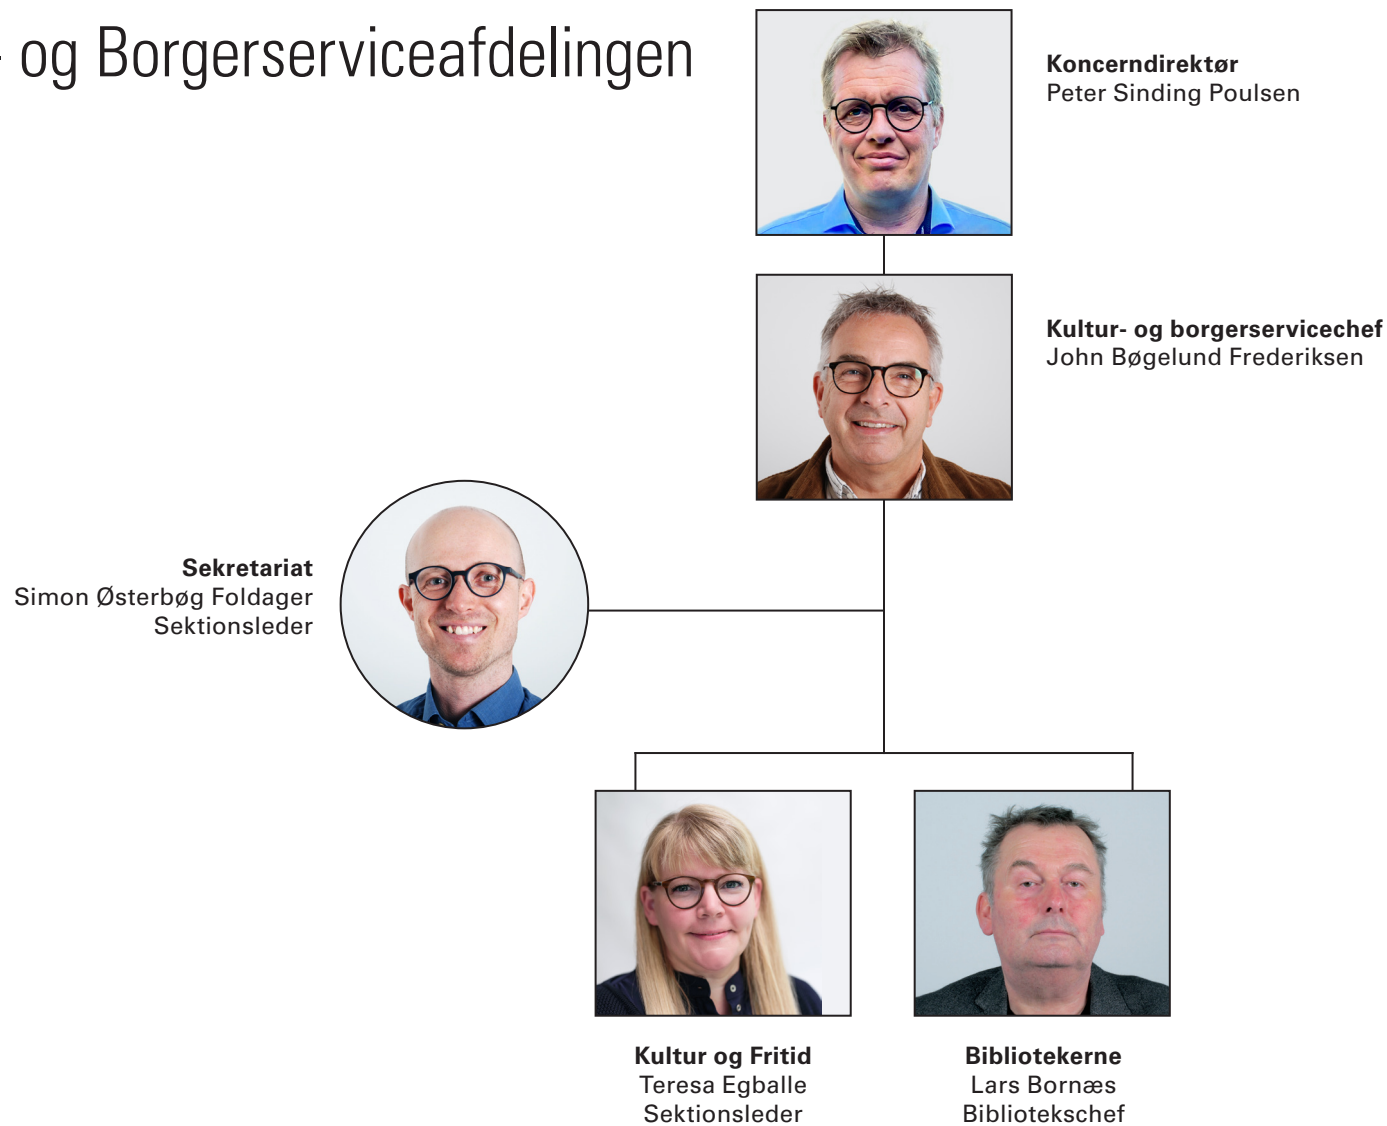 - og Borgerserviceafdelingen
Koncerndirektør
Peter Sinding Poulsen
Kultur- og borgerservicechef
John Bøgelund Frederiksen
Sekretariat
Simon Østerbøg Foldager
Sektionsleder
Kultur og Fritid
Teresa Egballe
Sektionsleder
Bibliotekerne
Lars Bornæs
Bibliotekschef